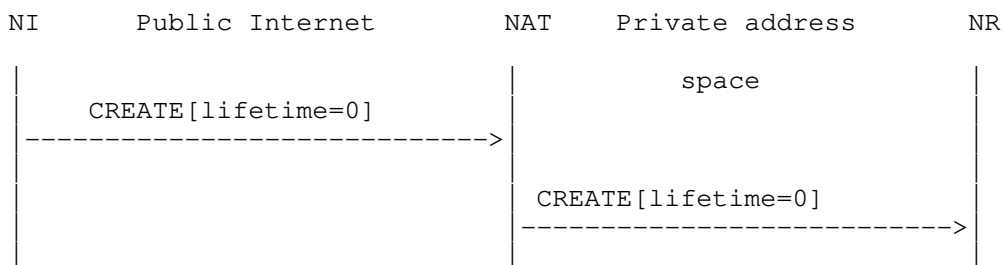 NI Public Internet NAT Private address NR
space
CREATE[lifetime=0]
CREATE[lifetime=0]